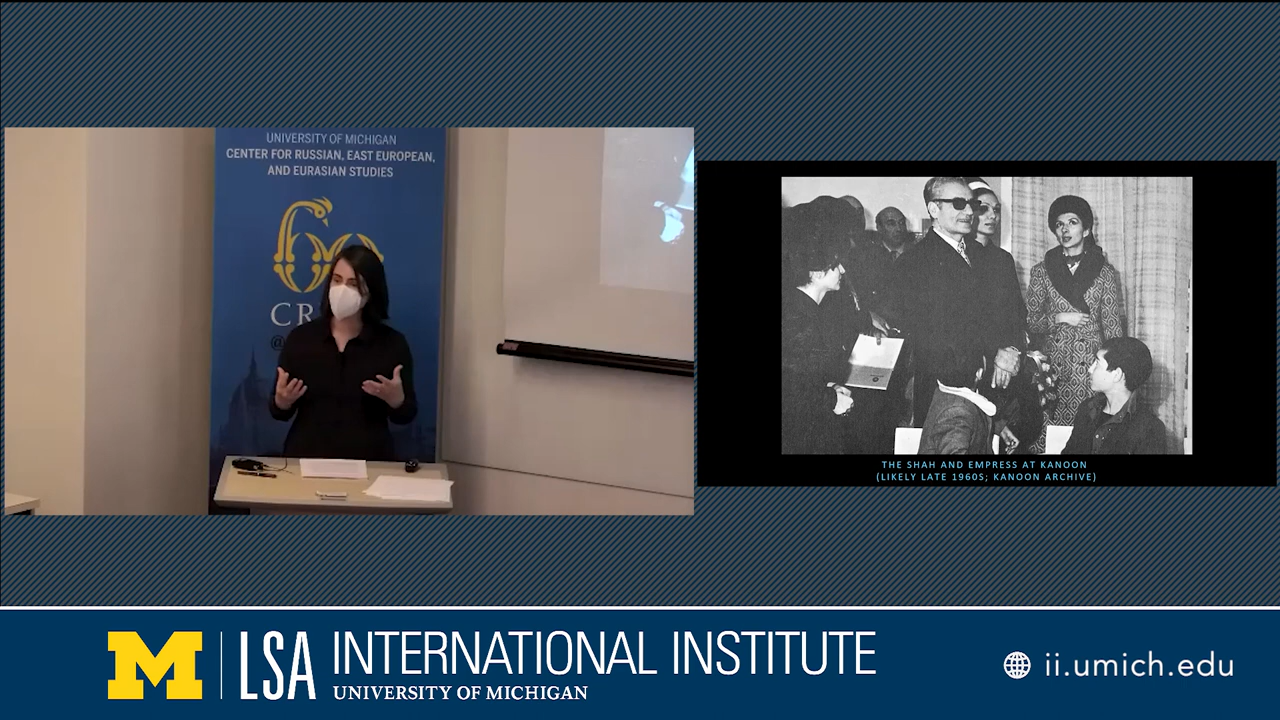 UNIVERSITY OF MICHIGAN
CENTER FOR RUSSIAN, EAST EUROPEAN,
AND EURASIAN STUDIES
60
CR
@
THE SHAH AND EMPRESS AT KANOON
(LIKELY LATE 1960S; KANOON ARCHIVE)
M
LSA
INTERNATIONAL INSTITUTE
UNIVERSITY OF MICHIGAN
ii.umich.edu